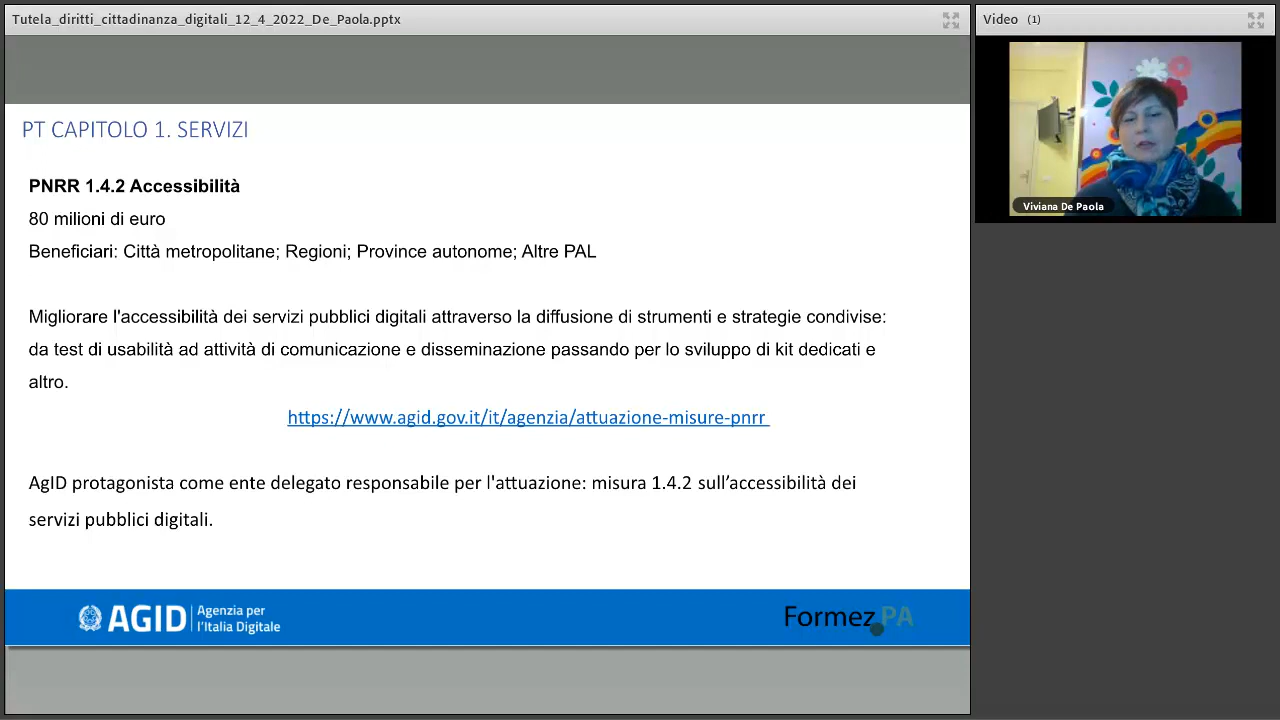 Tutela_diritti_cittadinanza_digitali_12_4_2022_De_Paola.pptx
Video (1)
Viviana De Paola
PT CAPITOLO 1. SERVIZI
PNRR 1.4.2 Accessibilità
80 milioni di euro
Beneficiari: Città metropolitane; Regioni; Province autonome; Altre PAL
Migliorare l'accessibilità dei servizi pubblici digitali attraverso la diffusione di strumenti e strategie condivise:
da test di usabilità ad attività di comunicazione e disseminazione passando per lo sviluppo di kit dedicati e
altro.
https://www.agid.gov.it/it/agenzia/attuazione-misure-pnrr
AgID protagonista come ente delegato responsabile per l'attuazione: misura 1.4.2 sull’accessibilità dei
servizi pubblici digitali.
AGID Agenzia per
l'Italia Digitale
Formez PA